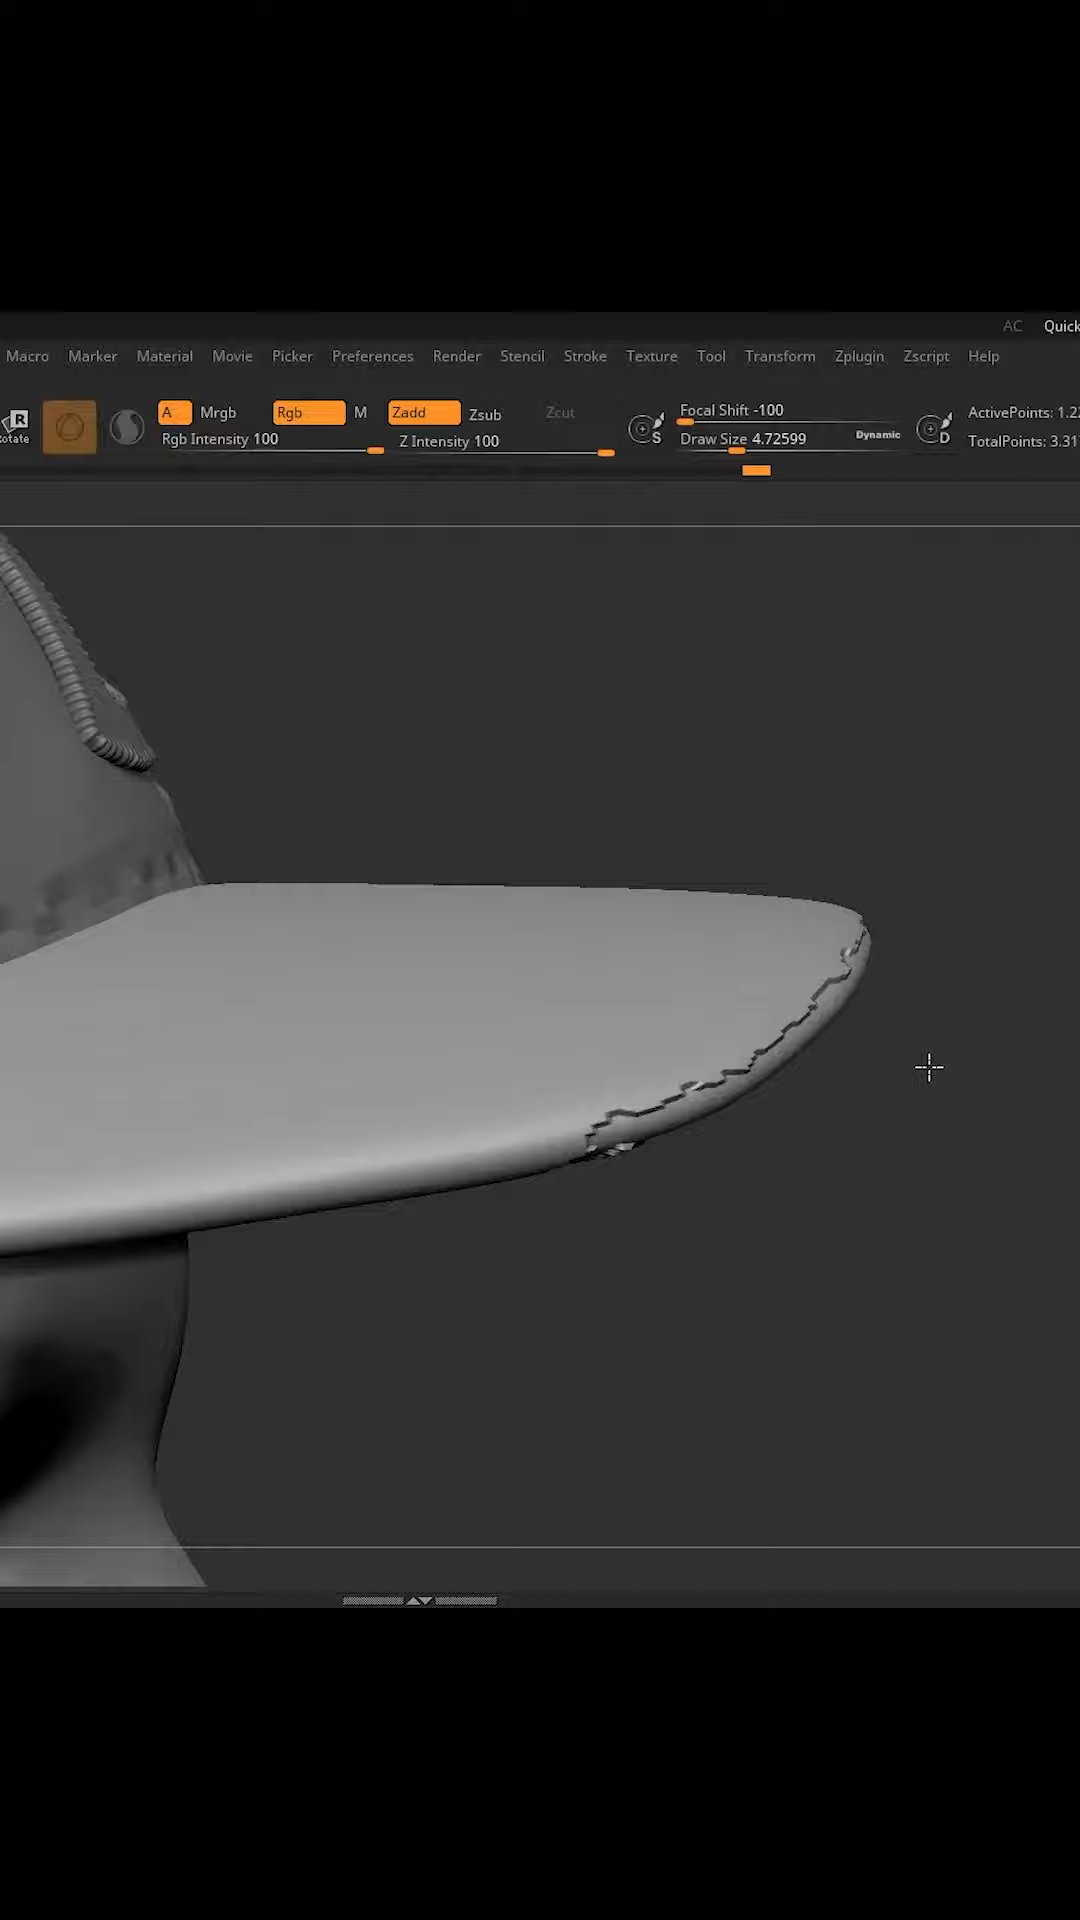 AC Quick
Macro Marker Material Movie Picker Preferences Render Stencil Stroke Texture Tool Transform Zplugin Zscript Help
R A Mrgb Rgb M Zadd Zsub Zcut Focal Shift -100 ActivePoints: 1.2
otate Rgb Intensity 100 Z Intensity 100 S Draw Size 4.72599 Dynamic D TotalPoints: 3.31